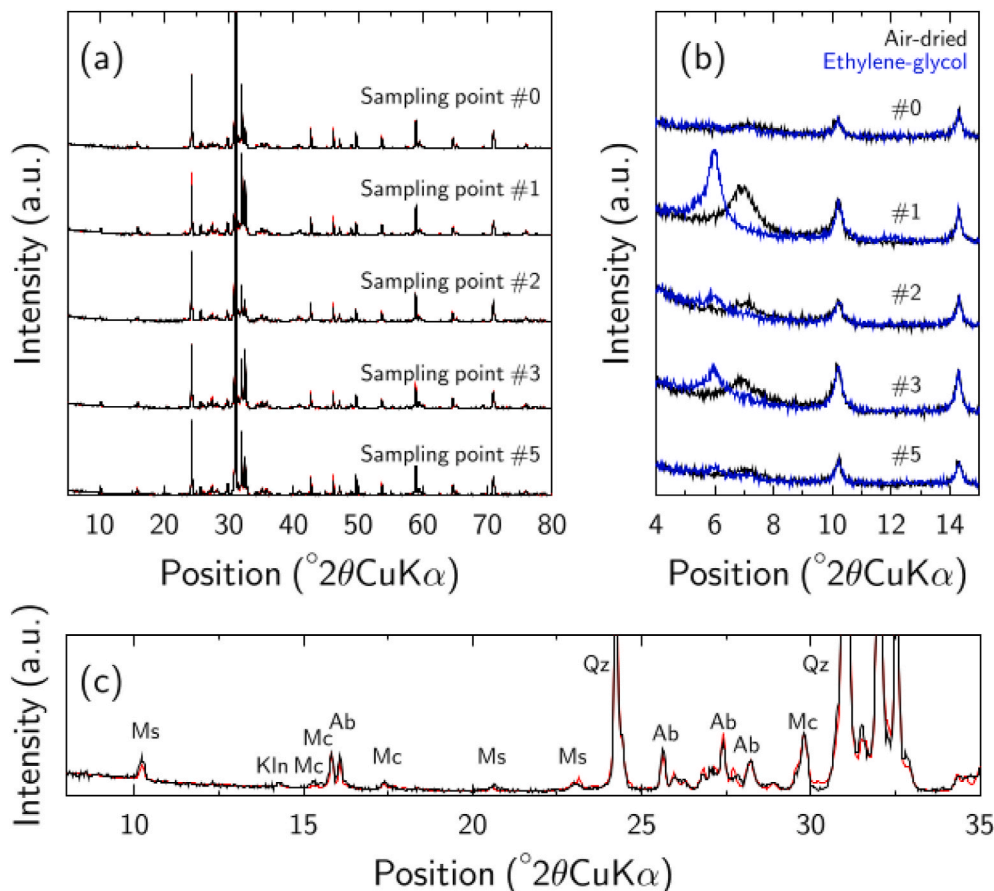 (a)
Sampling point #0
Sampling point #1
Sampling point #2
Sampling point #3
Sampling point #5
Intensity (a.u.)
10 20 30 40 50 60 70 80
Position (°2θCuKα)
(b)
Air-dried
Ethylene-glycol
#0
#1
#2
#3
#5
Intensity (a.u.)
4 6 8 10 12 14
Position (°2θCuKα)
(c)
Ms
Kln
Mc
Mc
Ab
Mc
Ms
Ms
Qz
Ab
Ab
Ab
Mc
Qz
Intensity (a.u.)
10 15 20 25 30 35
Position (°2θCuKα)